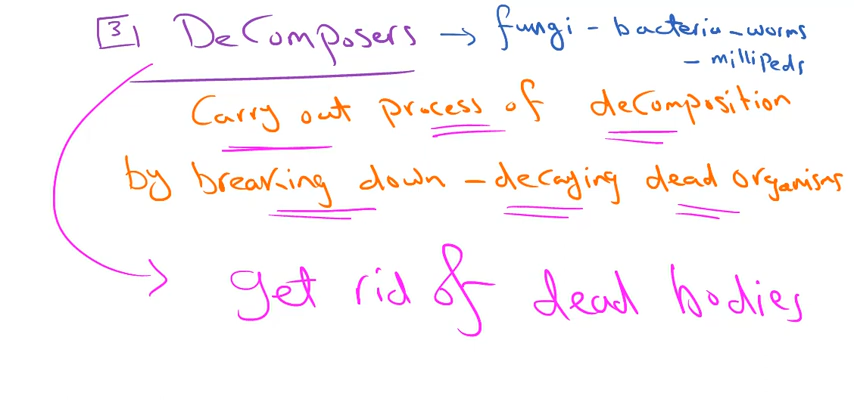 3 DeComposers → fungi - bacteria - worms
- millipeds
Carry out process of deComposition
by breaking down - decaying dead organisms
→ get rid of dead bodies